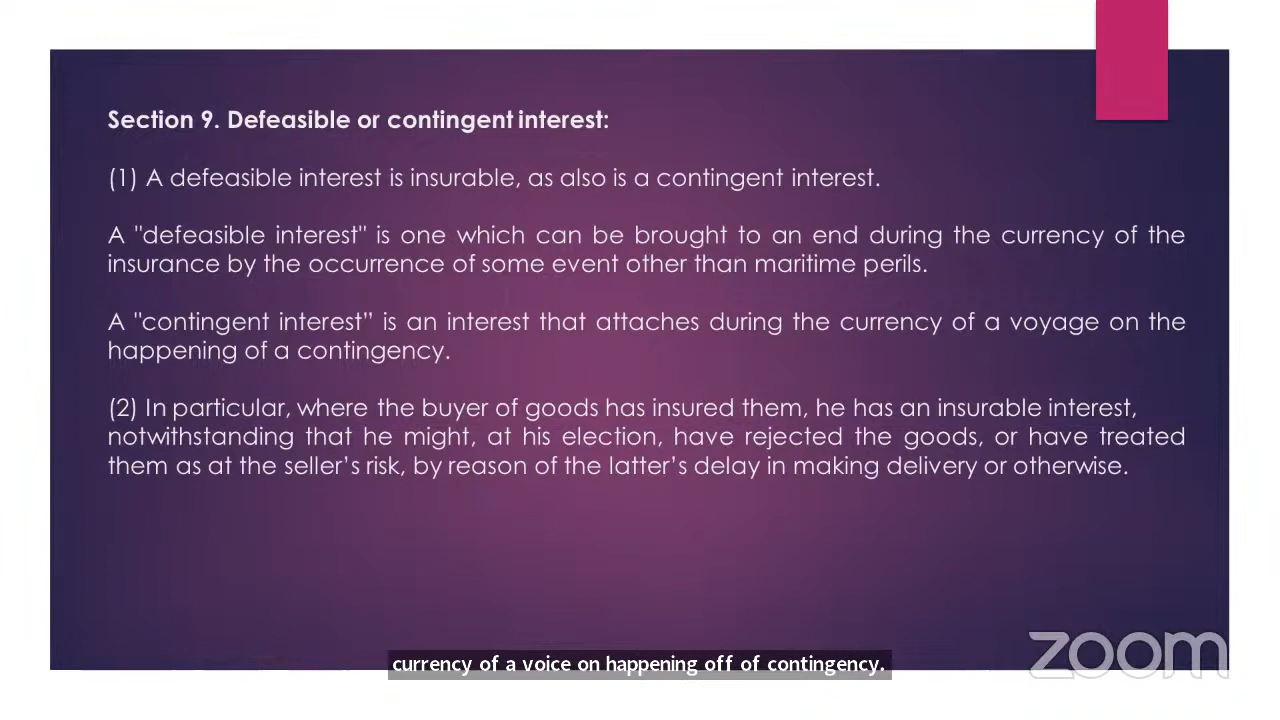 Section 9. Defeasible or contingent interest:
(1) A defeasible interest is insurable, as also is a contingent interest.
A "defeasible interest" is one which can be brought to an end during the currency of the
insurance by the occurrence of some event other than maritime perils.
A "contingent interest” is an interest that attaches during the currency of a voyage on the
happening of a contingency.
(2) In particular, where the buyer of goods has insured them, he has an insurable interest,
notwithstanding that he might, at his election, have rejected the goods, or have treated
them as at the seller’s risk, by reason of the latter’s delay in making delivery or otherwise.
currency of a voice on happening off of contingency.
zoom